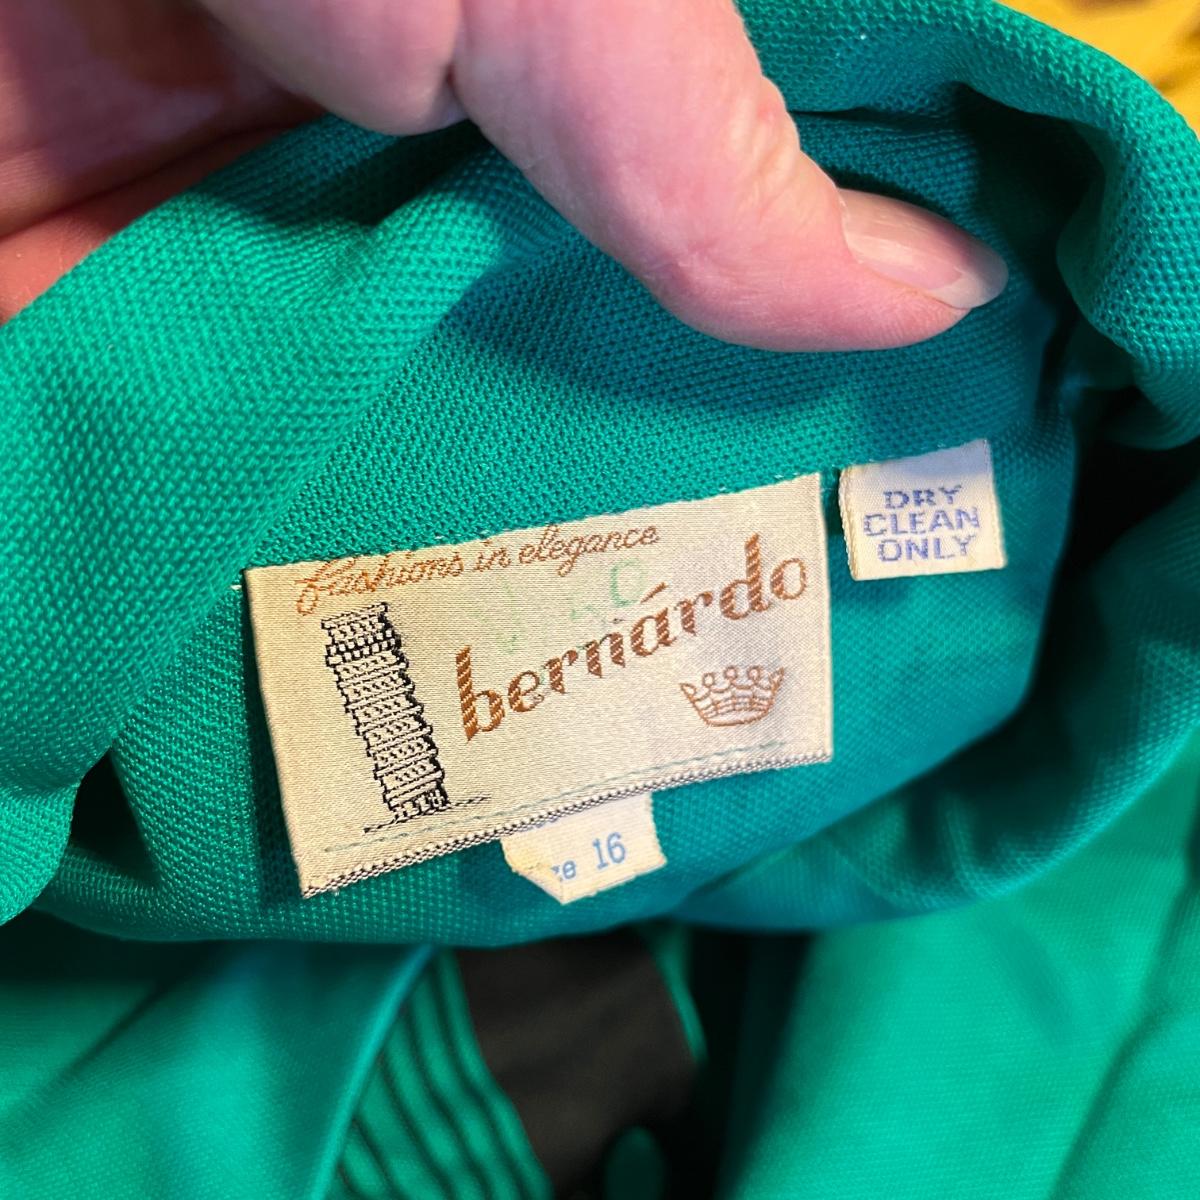 fashions in elegance
bernárdo
DRY
CLEAN
ONLY
16